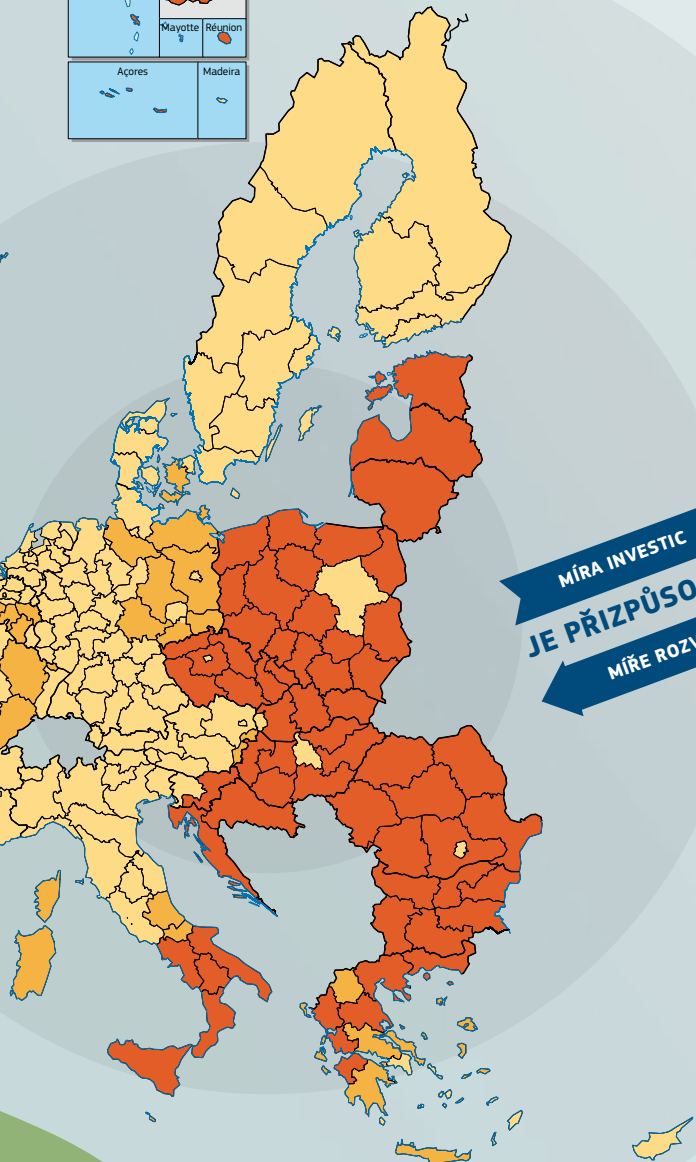 Mayotte Réunion
Açores Madeira
MÍRA INVESTIC
JE PŘIZPŮSO
MÍŘE ROZV